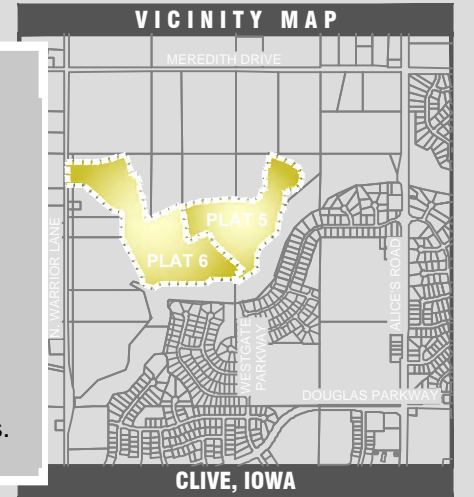 VICINITY MAP
MEREDITH DRIVE
PLAT 5
PLAT 6
N. WARRIOR LANE
ALICE'S ROAD
WESTGATE
PARKWAY
DOUGLAS PARKWAY
s.
CLIVE, IOWA